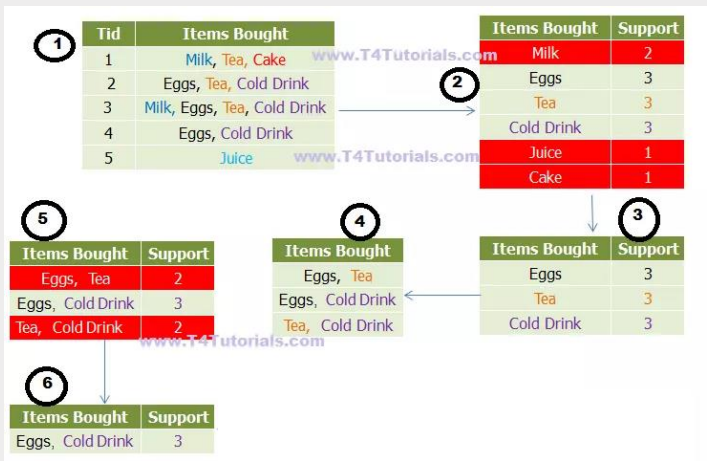 1
Tid Items Bought
1 Milk, Tea, Cake
2 Eggs, Tea, Cold Drink
3 Milk, Eggs, Tea, Cold Drink
4 Eggs, Cold Drink
5 Juice
www.T4Tutorials.com
www.T4Tutorials.com
2
Items Bought Support
Milk 2
Eggs 3
Tea 3
Cold Drink 3
Juice 1
Cake 1
3
Items Bought Support
Eggs 3
Tea 3
Cold Drink 3
4
Items Bought
Eggs, Tea
Eggs, Cold Drink
Tea, Cold Drink
5
Items Bought Support
Eggs, Tea 2
Eggs, Cold Drink 3
Tea, Cold Drink 2
www.T4Tutorials.com
6
Items Bought Support
Eggs, Cold Drink 3